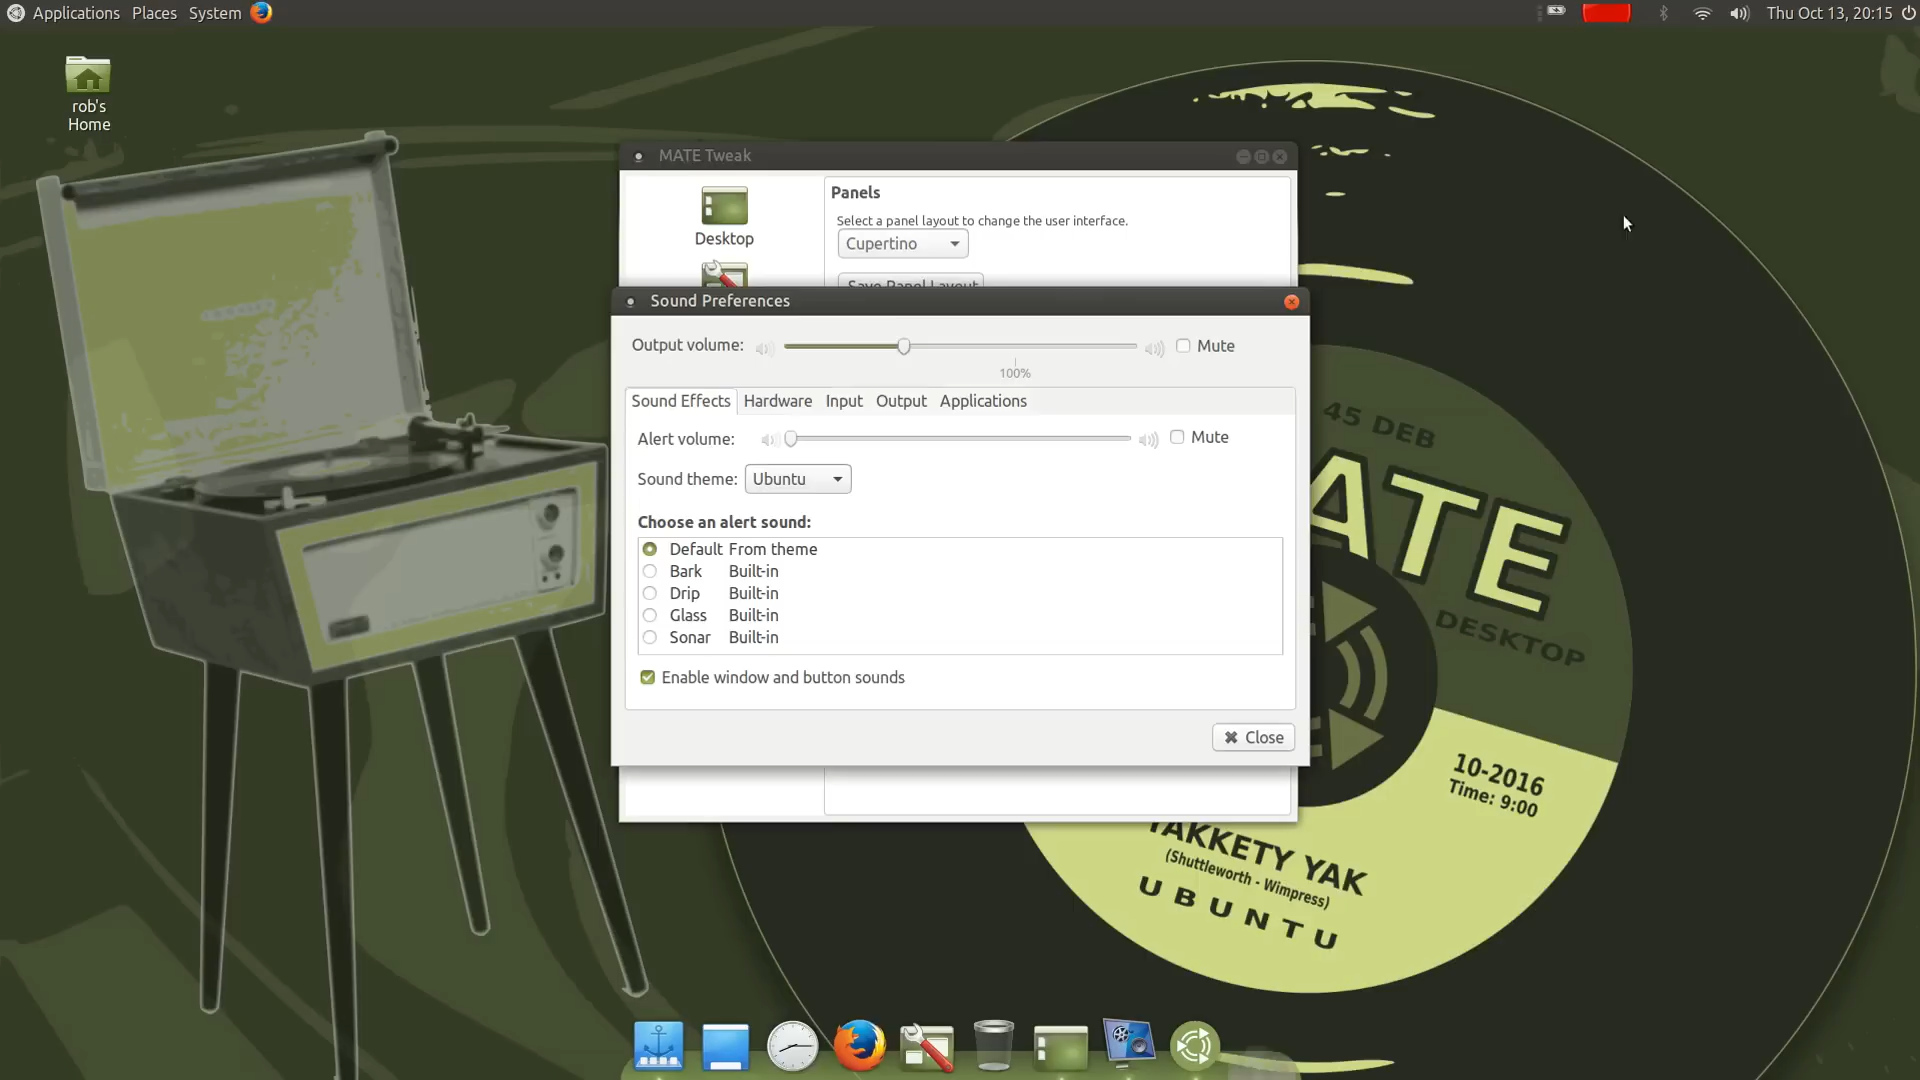 Applications Places System
Thu Oct 13, 20:15
rob's
Home
MATE Tweak
Desktop
Panels
Select a panel layout to change the user interface.
Cupertino
Save Panel Layout
Sound Preferences
Output volume:
Mute
100%
Sound Effects Hardware Input Output Applications
Alert volume:
Mute
Sound theme: Ubuntu
Choose an alert sound:
Default From theme
Bark Built-in
Drip Built-in
Glass Built-in
Sonar Built-in
Enable window and button sounds
Close
45 DEB
ATE
DESKTOP
10-2016
Time: 9:00
YAKKETY YAK
(Shuttleworth - Wimpress)
UBUNTU